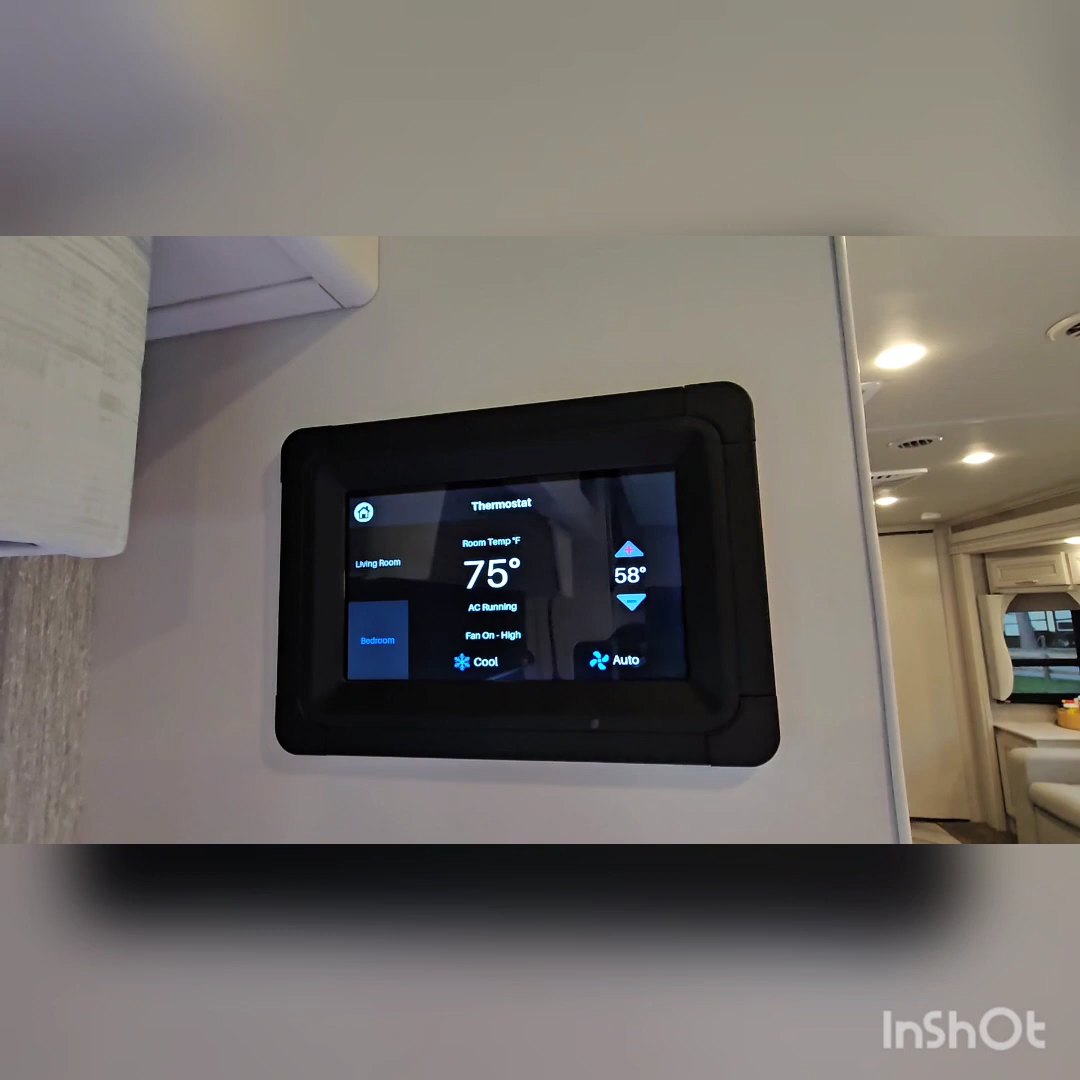 Thermostat
Living Room
Bedroom
Room Temp °F
75°
AC Running
Fan On - High
Cool
58°
Auto
InShOt